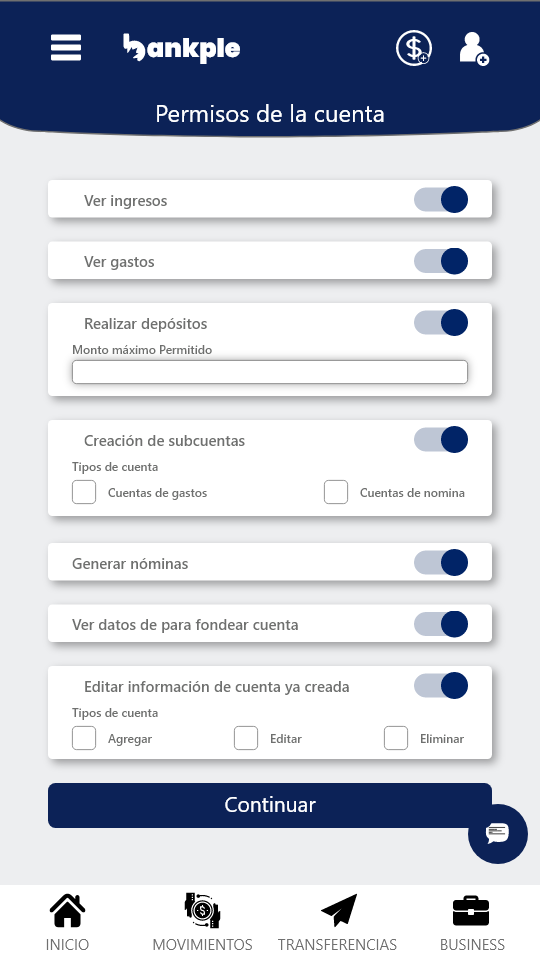 bankple
Permisos de la cuenta
Ver ingresos
Ver gastos
Realizar depósitos
Monto máximo Permitido
Creación de subcuentas
Tipos de cuenta
Cuentas de gastos Cuentas de nomina
Generar nóminas
Ver datos de para fondear cuenta
Editar información de cuenta ya creada
Tipos de cuenta
Agregar Editar Eliminar
Continuar
INICIO MOVIMIENTOS TRANSFERENCIAS BUSINESS